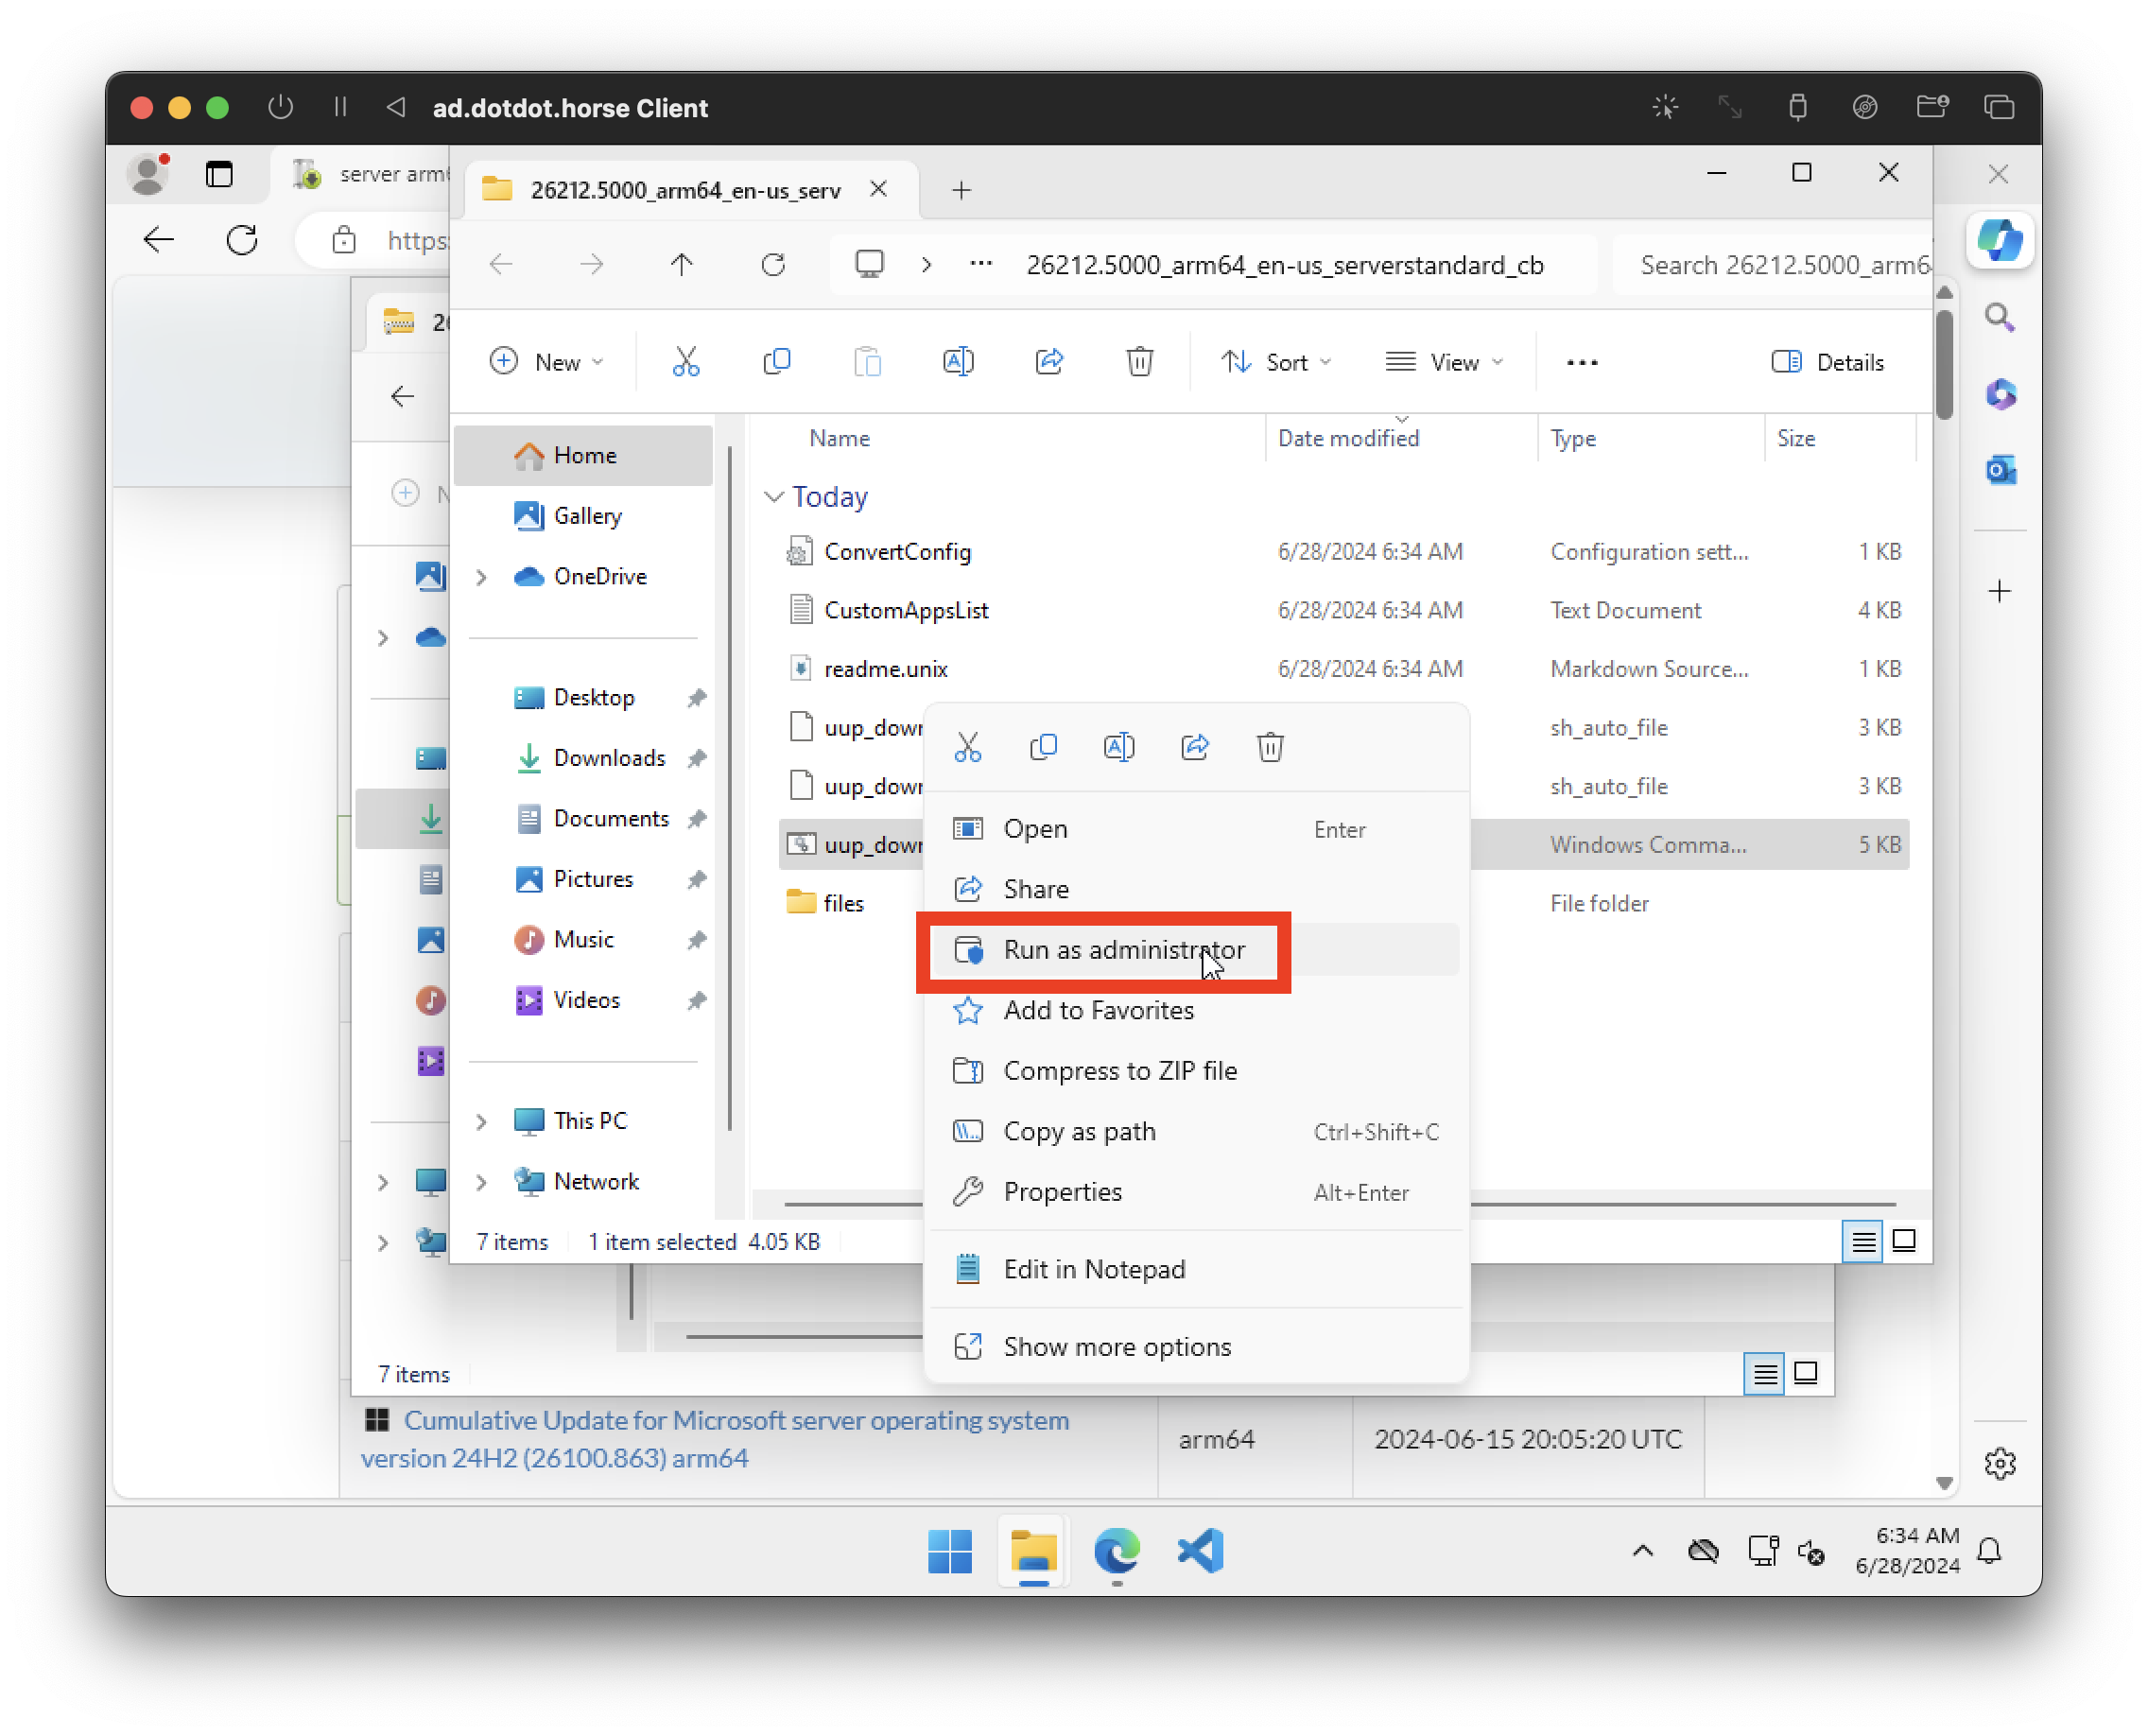 ad.dotdot.horse Client
server arm
https:
26212.5000_arm64_en-us_serv
26212.5000_arm64_en-us_serverstandard_cb
Search 26212.5000_arm6
New
Sort
View
Details
Name
Date modified
Type
Size
Home
Gallery
OneDrive
Desktop
Downloads
Documents
Pictures
Music
Videos
This PC
Network
Today
ConvertConfig 6/28/2024 6:34 AM Configuration sett... 1 KB
CustomAppsList 6/28/2024 6:34 AM Text Document 4 KB
readme.unix 6/28/2024 6:34 AM Markdown Source... 1 KB
uup_down sh_auto_file 3 KB
uup_down sh_auto_file 3 KB
uup_down Windows Comma... 5 KB
files File folder
Open Enter
Share
Run as administrator
Add to Favorites
Compress to ZIP file
Copy as path Ctrl+Shift+C
Properties Alt+Enter
Edit in Notepad
Show more options
7 items 1 item selected 4.05 KB
7 items
Cumulative Update for Microsoft server operating system
version 24H2 (26100.863) arm64
arm64
2024-06-15 20:05:20 UTC
6:34 AM
6/28/2024